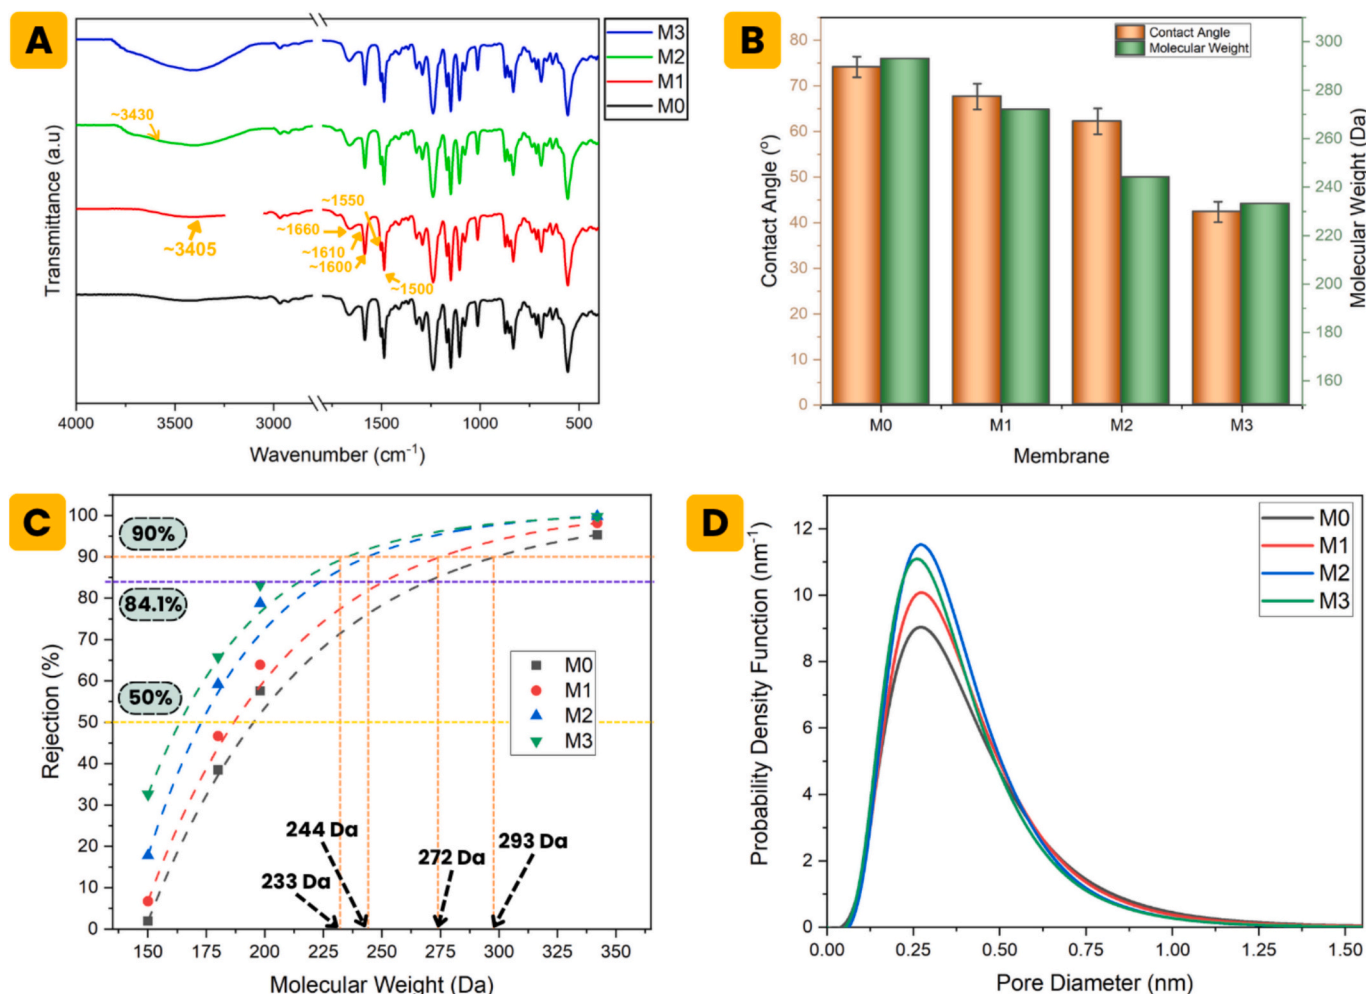 A
M3
M2
M1
M0
~3430
~3405
~1550
~1660
~1610
~1600
~1500
Transmittance (a.u)
4000 3500 3000 1500 1000 500
Wavenumber (cm⁻¹)
B
Contact Angle
Molecular Weight
80
70
60
50
40
30
20
10
0
Contact Angle (°)
300
280
260
240
220
200
180
160
Molecular Weight (Da)
M0 M1 M2 M3
Membrane
C
90%
84.1%
50%
100
90
80
70
60
50
40
30
20
10
0
Rejection (%)
M0
M1
M2
M3
244 Da
233 Da
272 Da
293 Da
150 175 200 225 250 275 300 325 350
Molecular Weight (Da)
D
M0
M1
M2
M3
12
10
8
6
4
2
0
Probability Density Function (nm⁻¹)
0.00 0.25 0.50 0.75 1.00 1.25 1.50
Pore Diameter (nm)